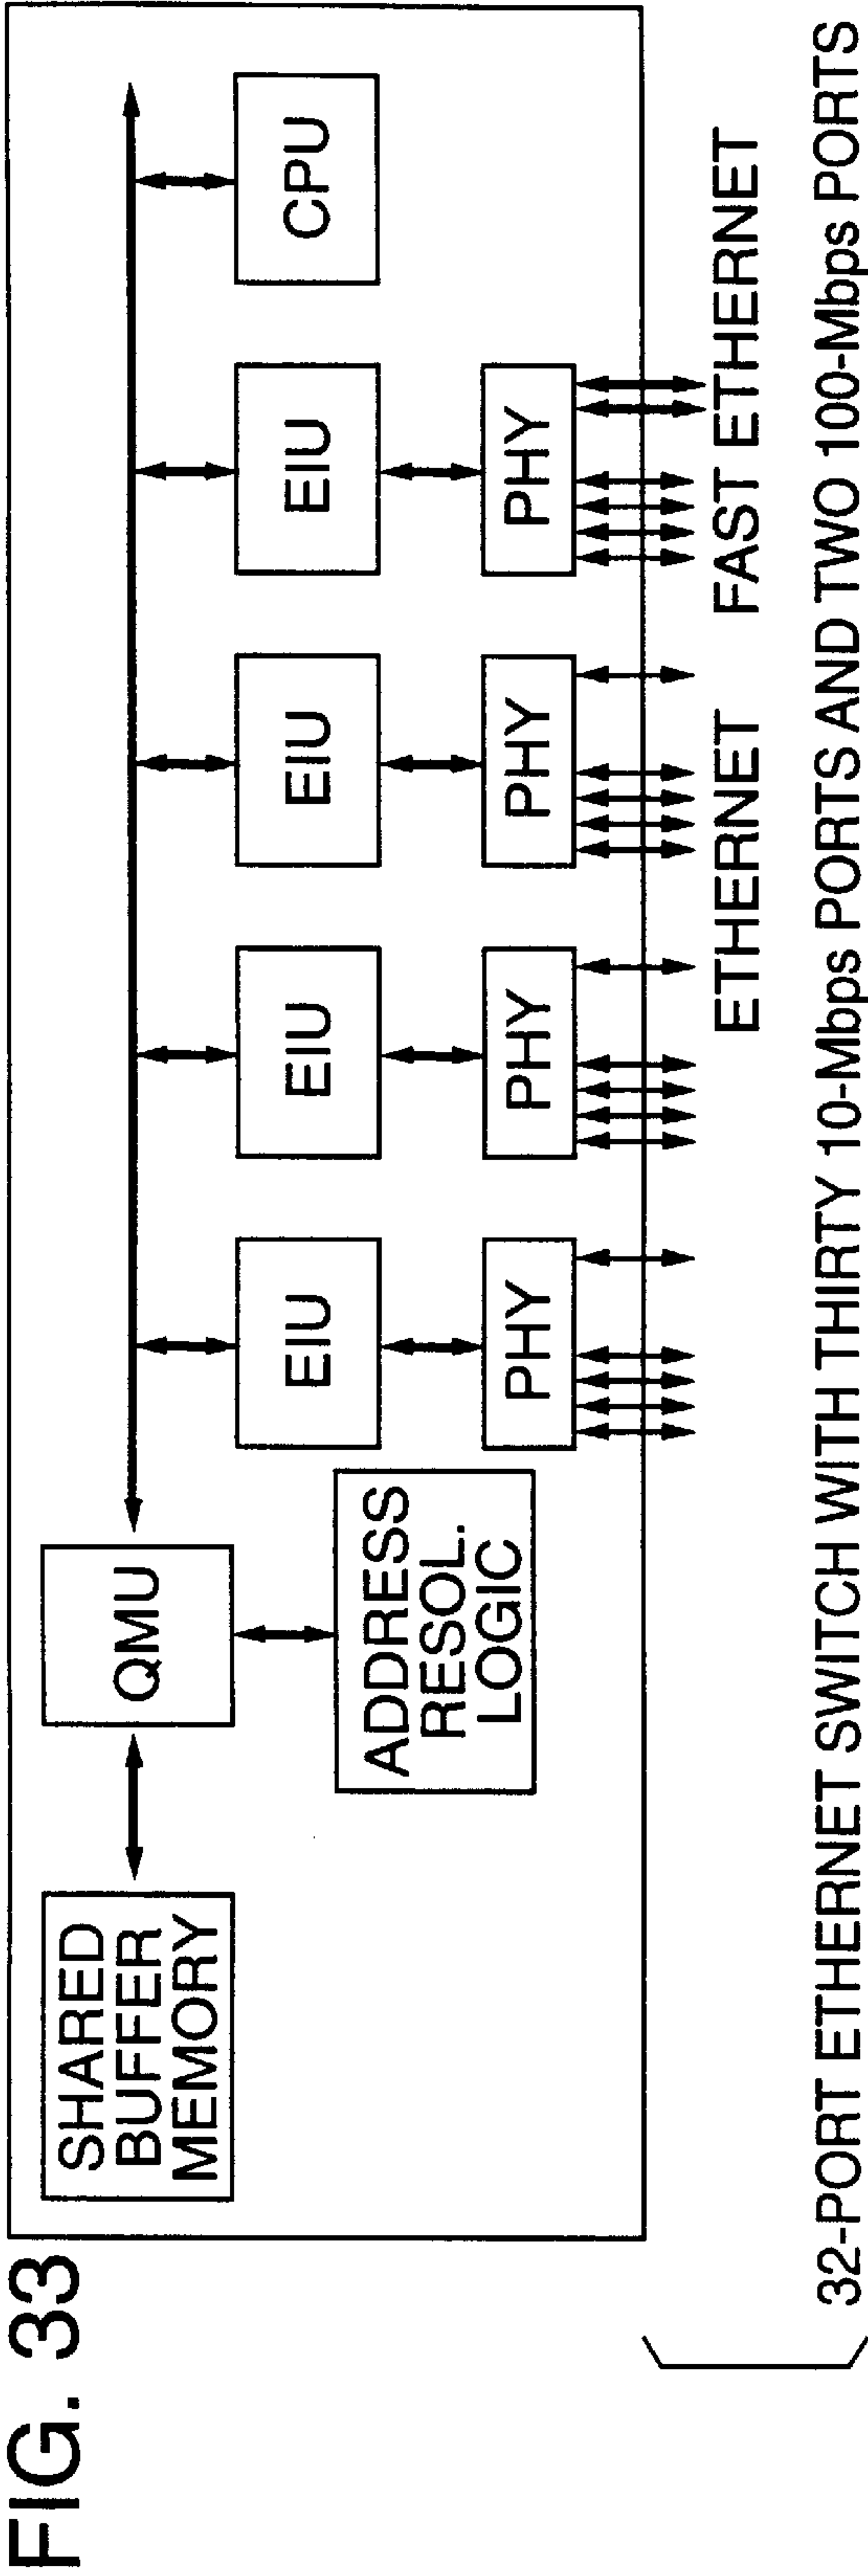 FIG. 33
SHARED
BUFFER
MEMORY
QMU
ADDRESS
RESOL.
LOGIC
EIU
EIU
EIU
EIU
CPU
PHY
PHY
PHY
PHY
ETHERNET
FAST ETHERNET
32-PORT ETHERNET SWITCH WITH THIRTY 10-Mbps PORTS AND TWO 100-Mbps PORTS